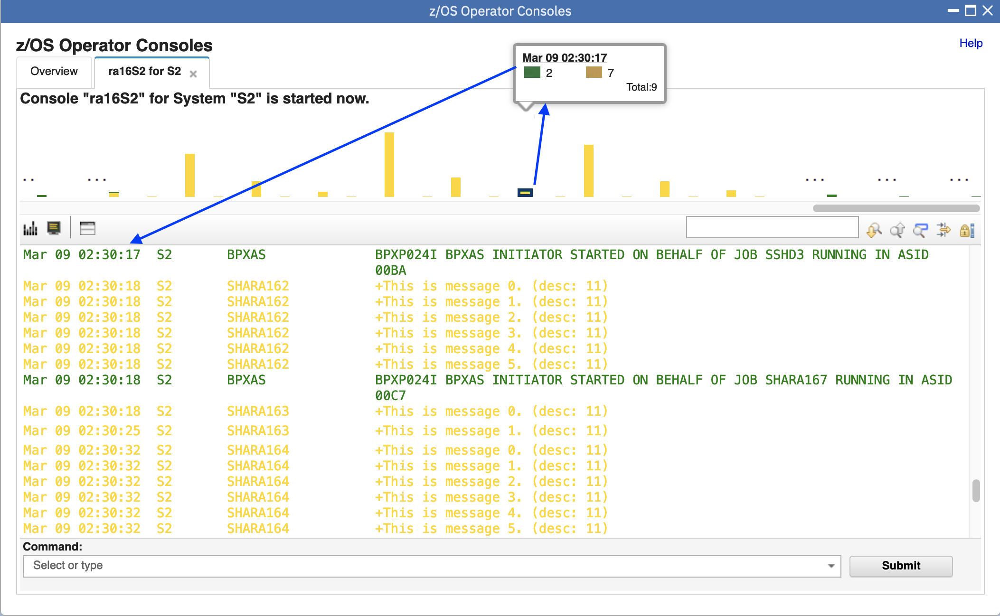 z/OS Operator Consoles
z/OS Operator Consoles
Help
Overview
ra16S2 for S2
Console "ra16S2" for System "S2" is started now.
Mar 09 02:30:17
2 7
Total:9
Mar 09 02:30:17 S2 BPXAS BPXP024I BPXAS INITIATOR STARTED ON BEHALF OF JOB SSHD3 RUNNING IN ASID
00BA
Mar 09 02:30:18 S2 SHARA162 +This is message 0. (desc: 11)
Mar 09 02:30:18 S2 SHARA162 +This is message 1. (desc: 11)
Mar 09 02:30:18 S2 SHARA162 +This is message 2. (desc: 11)
Mar 09 02:30:18 S2 SHARA162 +This is message 3. (desc: 11)
Mar 09 02:30:18 S2 SHARA162 +This is message 4. (desc: 11)
Mar 09 02:30:18 S2 SHARA162 +This is message 5. (desc: 11)
Mar 09 02:30:18 S2 BPXAS BPXP024I BPXAS INITIATOR STARTED ON BEHALF OF JOB SHARA167 RUNNING IN ASID
00C7
Mar 09 02:30:18 S2 SHARA163 +This is message 0. (desc: 11)
Mar 09 02:30:25 S2 SHARA163 +This is message 1. (desc: 11)
Mar 09 02:30:32 S2 SHARA164 +This is message 0. (desc: 11)
Mar 09 02:30:32 S2 SHARA164 +This is message 1. (desc: 11)
Mar 09 02:30:32 S2 SHARA164 +This is message 2. (desc: 11)
Mar 09 02:30:32 S2 SHARA164 +This is message 3. (desc: 11)
Mar 09 02:30:32 S2 SHARA164 +This is message 4. (desc: 11)
Mar 09 02:30:32 S2 SHARA164 +This is message 5. (desc: 11)
Command:
Select or type
Submit